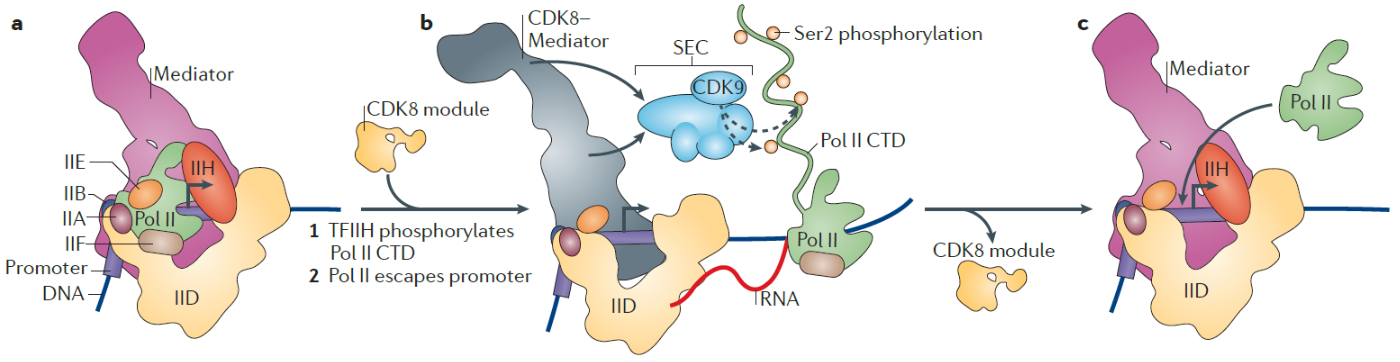 a
Mediator
IIE
IIB
IIA
IIF
Promoter
DNA
Pol II
IIH
IID
CDK8 module
1 TFIIH phosphorylates
Pol II CTD
2 Pol II escapes promoter
b
CDK8–
Mediator
SEC
CDK9
Ser2 phosphorylation
Pol II CTD
Pol II
IID
RNA
CDK8 module
c
Mediator
Pol II
IIH
IID